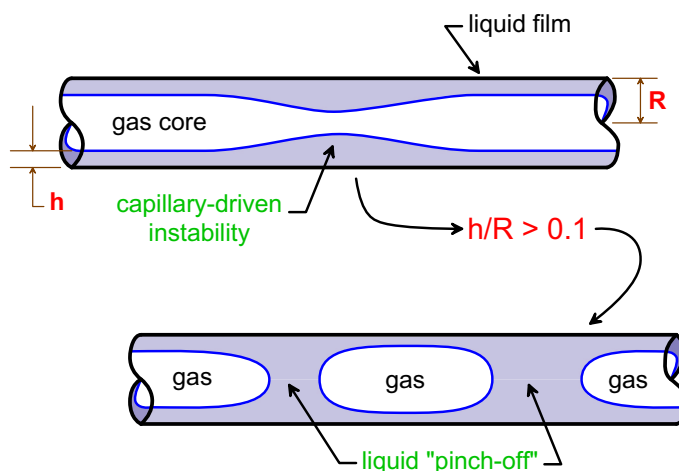 liquid film
R
gas core
h
capillary-driven
instability
h/R > 0.1
gas
gas
gas
liquid "pinch-off"